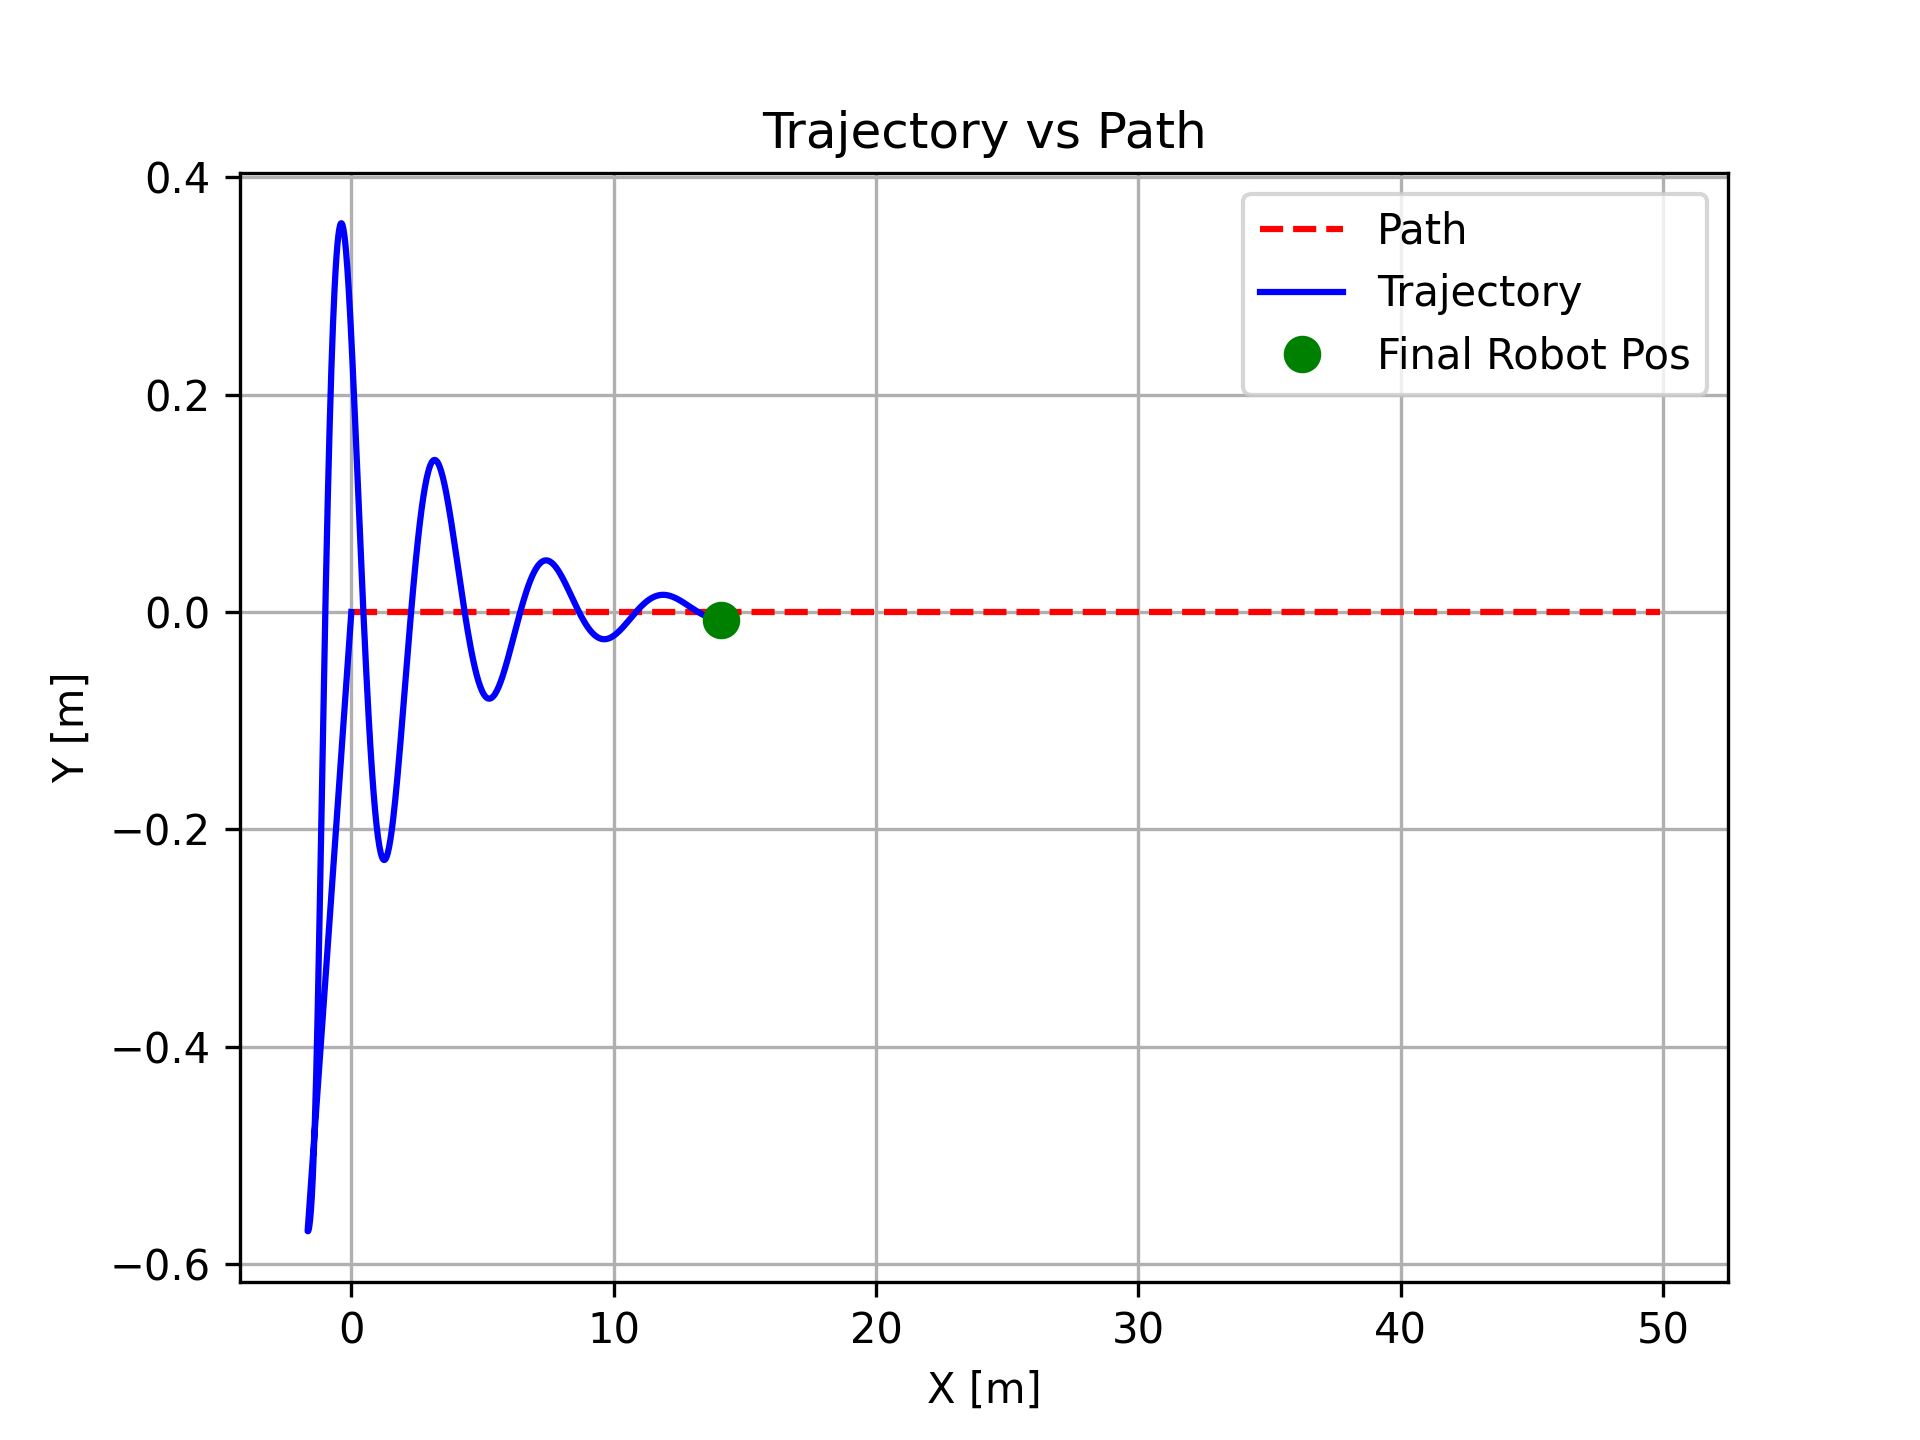 Trajectory vs Path
0.4
0.2
0.0
−0.2
−0.4
−0.6
Y [m]
Path
Trajectory
Final Robot Pos
0 10 20 30 40 50
X [m]